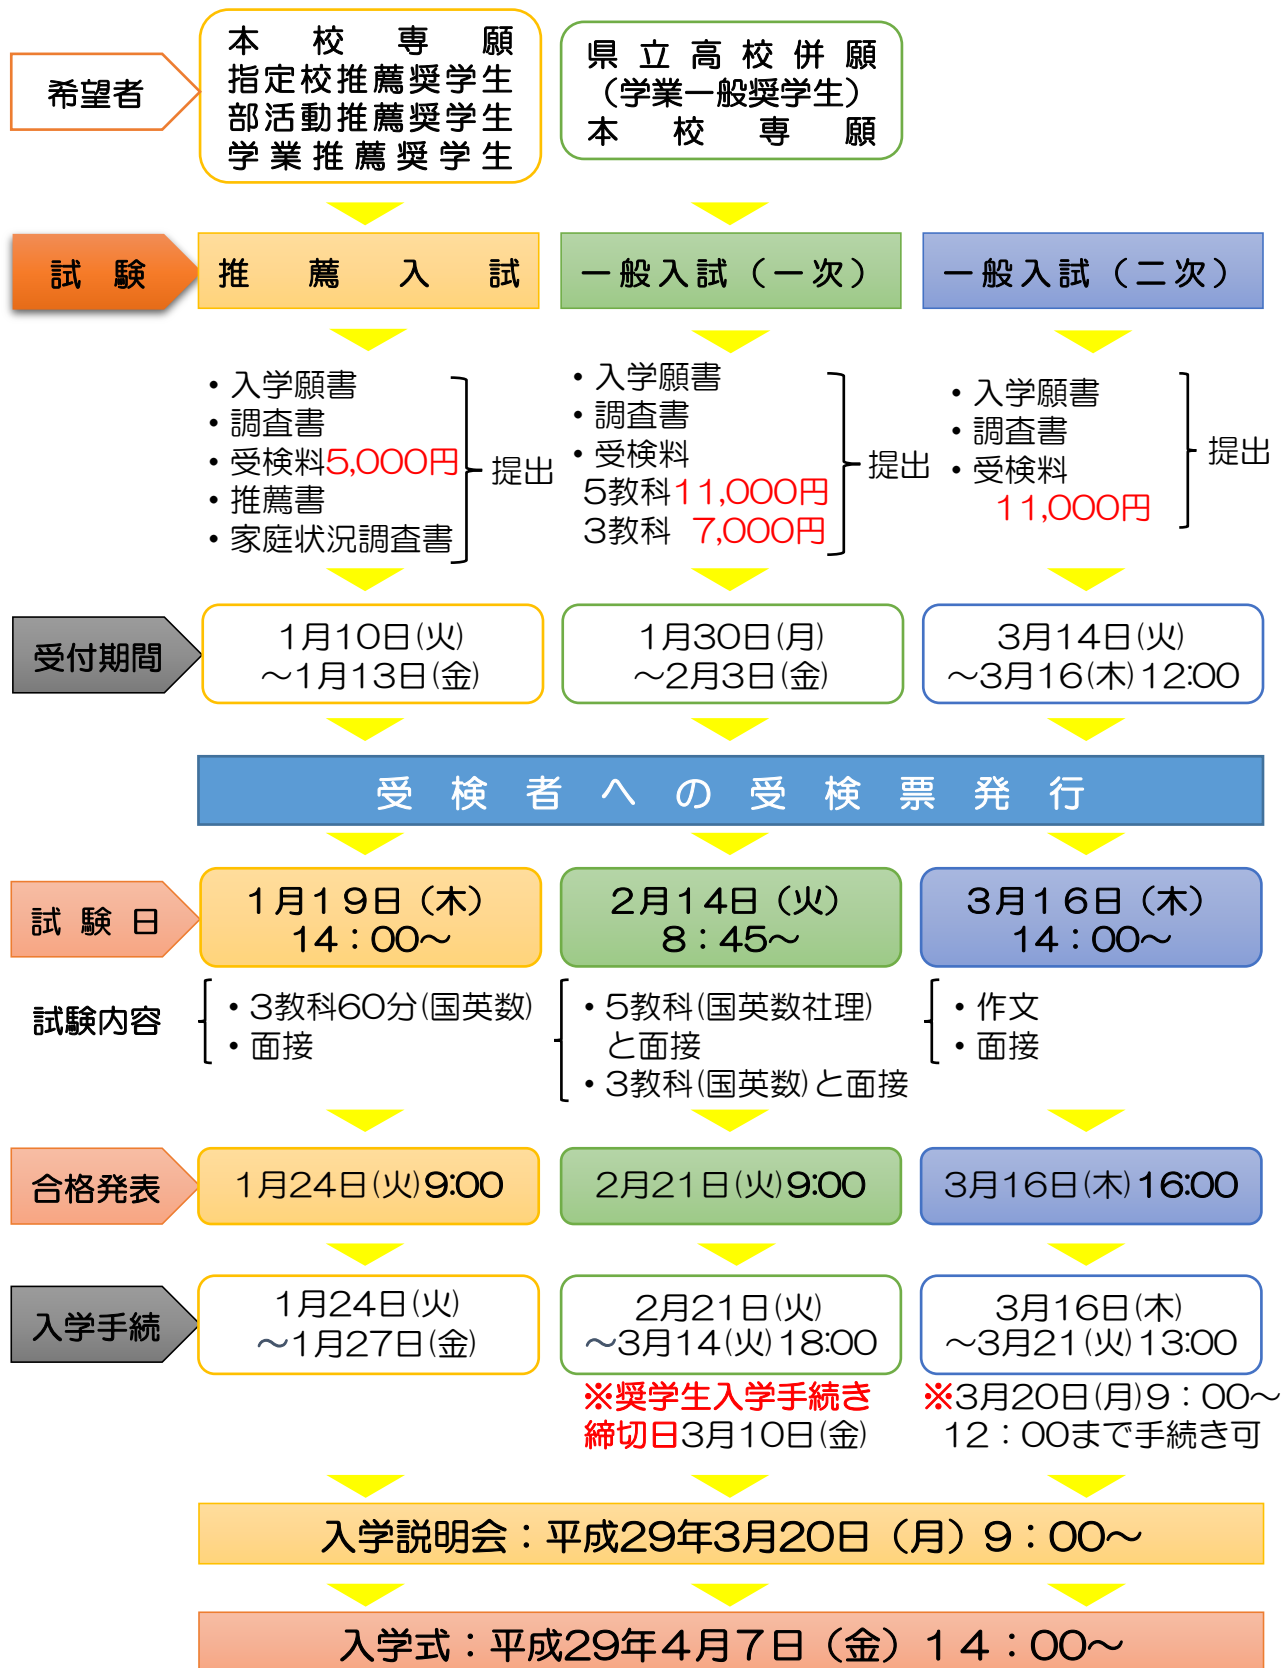 希望者
本校専願
指定校推薦奨学生
部活動推薦奨学生
学業推薦奨学生
県立高校併願
（学業一般奨学生）
本校専願
試験
推薦入試
一般入試（一次）
一般入試（二次）
・入学願書
・調査書
・受検料5,000円
・推薦書
・家庭状況調査書
提出
・入学願書
・調査書
・受検料
5教科11,000円
3教科 7,000円
提出
・入学願書
・調査書
・受検料
11,000円
提出
受付期間
1月10日(火)
～1月13日(金)
1月30日(月)
～2月3日(金)
3月14日(火)
～3月16(木)12:00
受検者への受検票発行
試験日
1月19日（木）
14：00～
2月14日（火）
8：45～
3月16日（木）
14：00～
試験内容
・3教科60分(国英数)
・面接
・5教科(国英数社理)
と面接
・3教科(国英数)と面接
・作文
・面接
合格発表
1月24日(火)9:00
2月21日(火)9:00
3月16日(木)16:00
入学手続
1月24日(火)
～1月27日(金)
2月21日(火)
～3月14(火)18:00
※奨学生入学手続き
締切日3月10日(金)
3月16日(木)
～3月21(火)13:00
※3月20日(月)9：00～
12：00まで手続き可
入学説明会：平成29年3月20日（月）9：00～
入学式：平成29年4月7日（金）14：00～